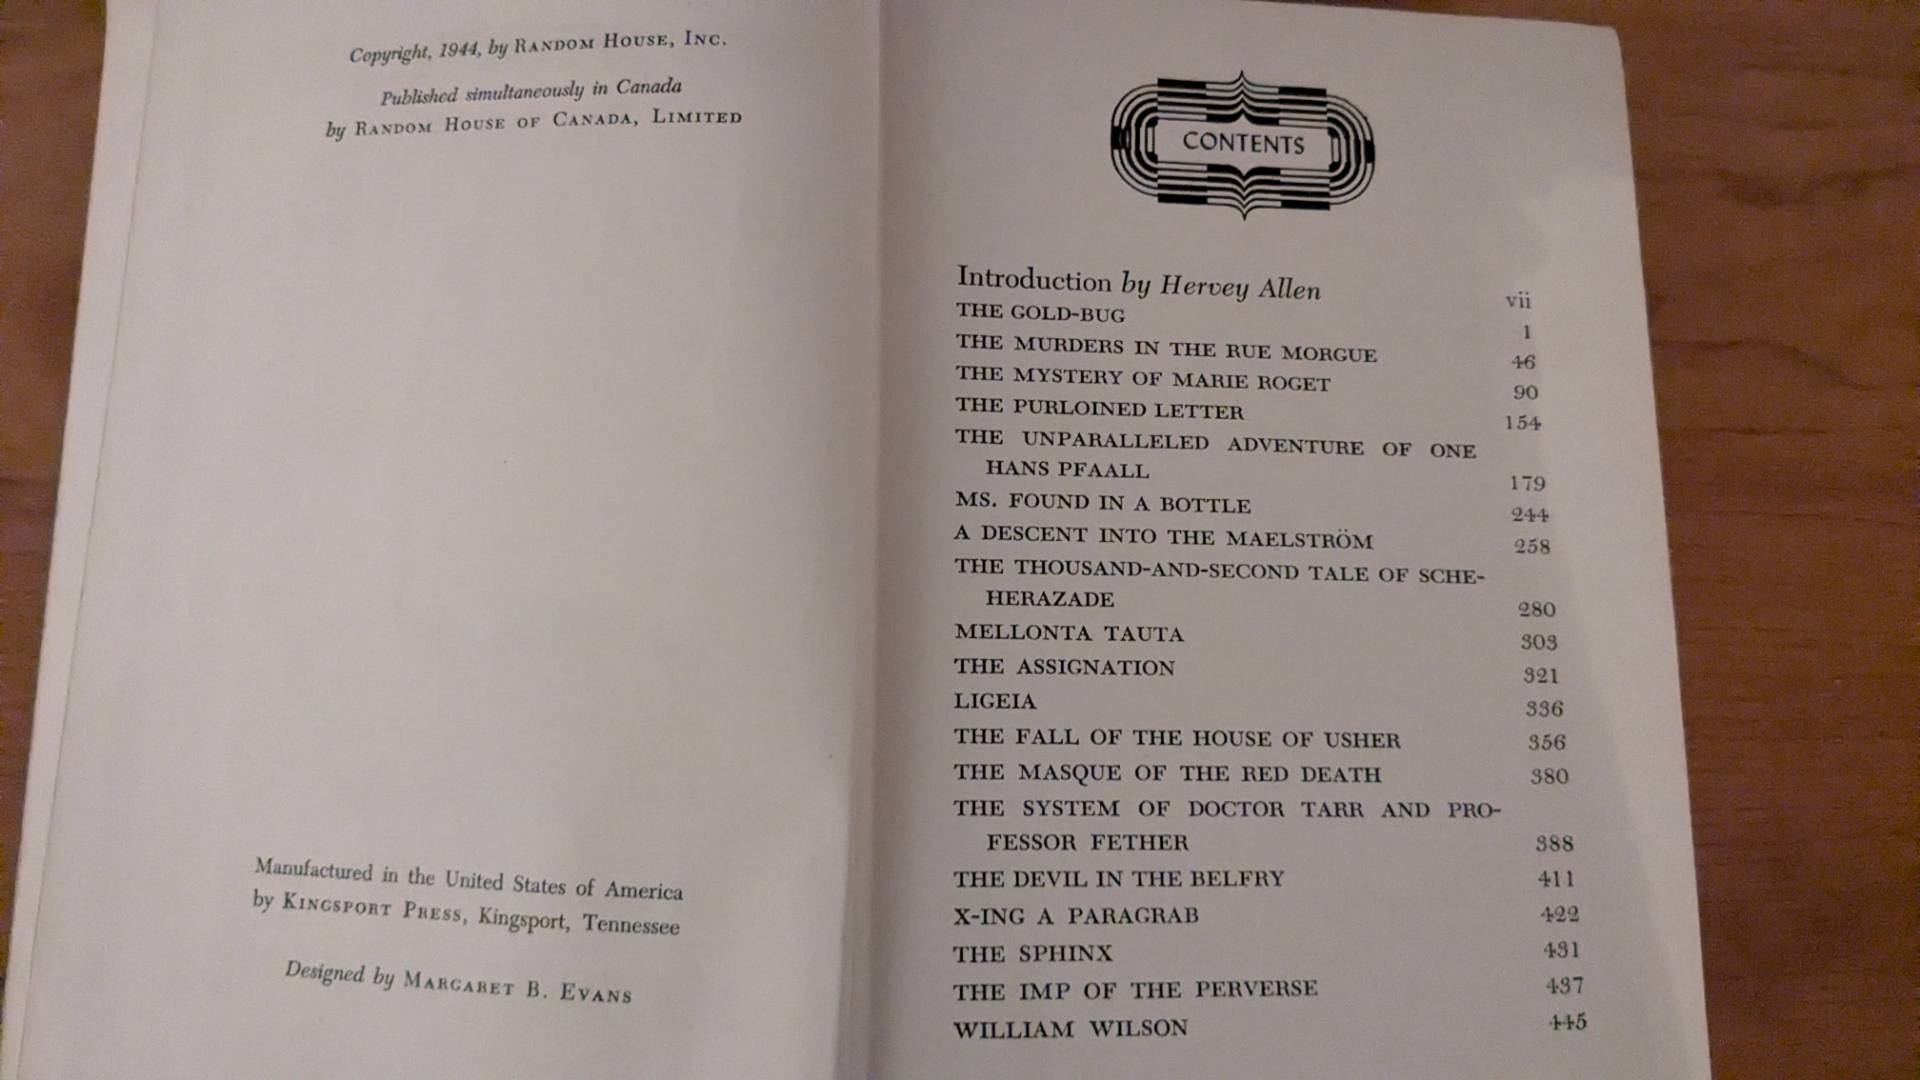 Copyright, 1944, by RANDOM HOUSE, INC.
Published simultaneously in Canada
by RANDOM HOUSE OF CANADA, LIMITED
Manufactured in the United States of America
by KINGSPORT PRESS, Kingsport, Tennessee
Designed by MARGARET B. EVANS
CONTENTS
Introduction by Hervey Allen vii
THE GOLD-BUG 1
THE MURDERS IN THE RUE MORGUE 46
THE MYSTERY OF MARIE ROGET 90
THE PURLOINED LETTER 154
THE UNPARALLELED ADVENTURE OF ONE
HANS PFAALL 179
MS. FOUND IN A BOTTLE 244
A DESCENT INTO THE MAELSTRÖM 258
THE THOUSAND-AND-SECOND TALE OF SCHE-
HERAZADE 280
MELLONTA TAUTA 303
THE ASSIGNATION 321
LIGEIA 336
THE FALL OF THE HOUSE OF USHER 356
THE MASQUE OF THE RED DEATH 380
THE SYSTEM OF DOCTOR TARR AND PRO-
FESSOR FETHER 388
THE DEVIL IN THE BELFRY 411
X-ING A PARAGRAB 422
THE SPHINX 431
THE IMP OF THE PERVERSE 437
WILLIAM WILSON 445